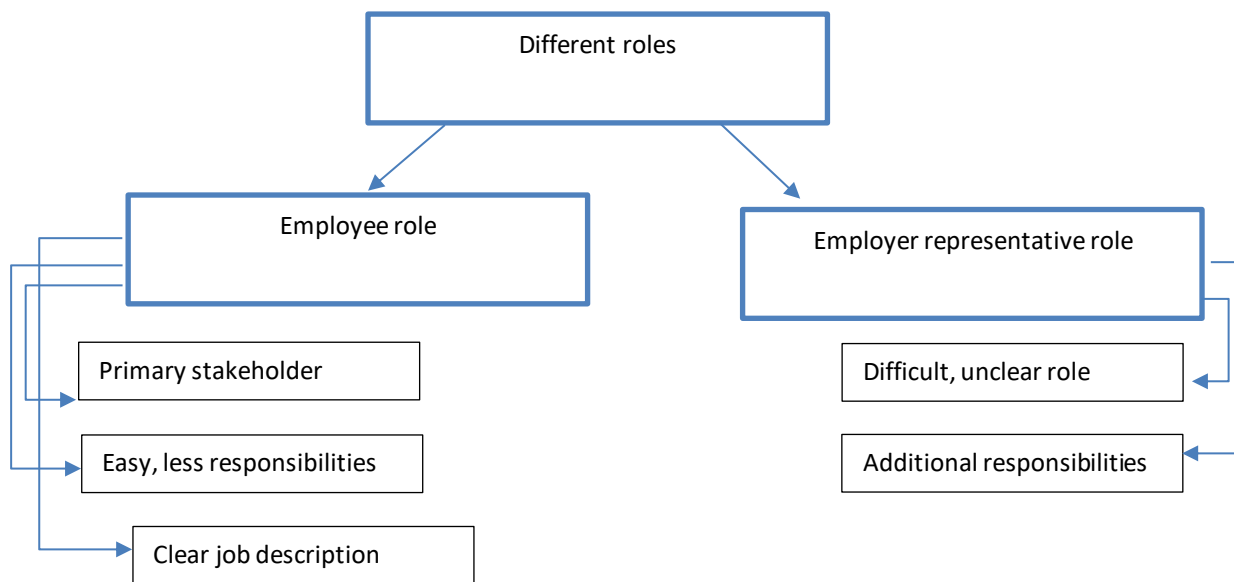 Different roles
Employee role
Employer representative role
Primary stakeholder
Difficult, unclear role
Easy, less responsibilities
Additional responsibilities
Clear job description